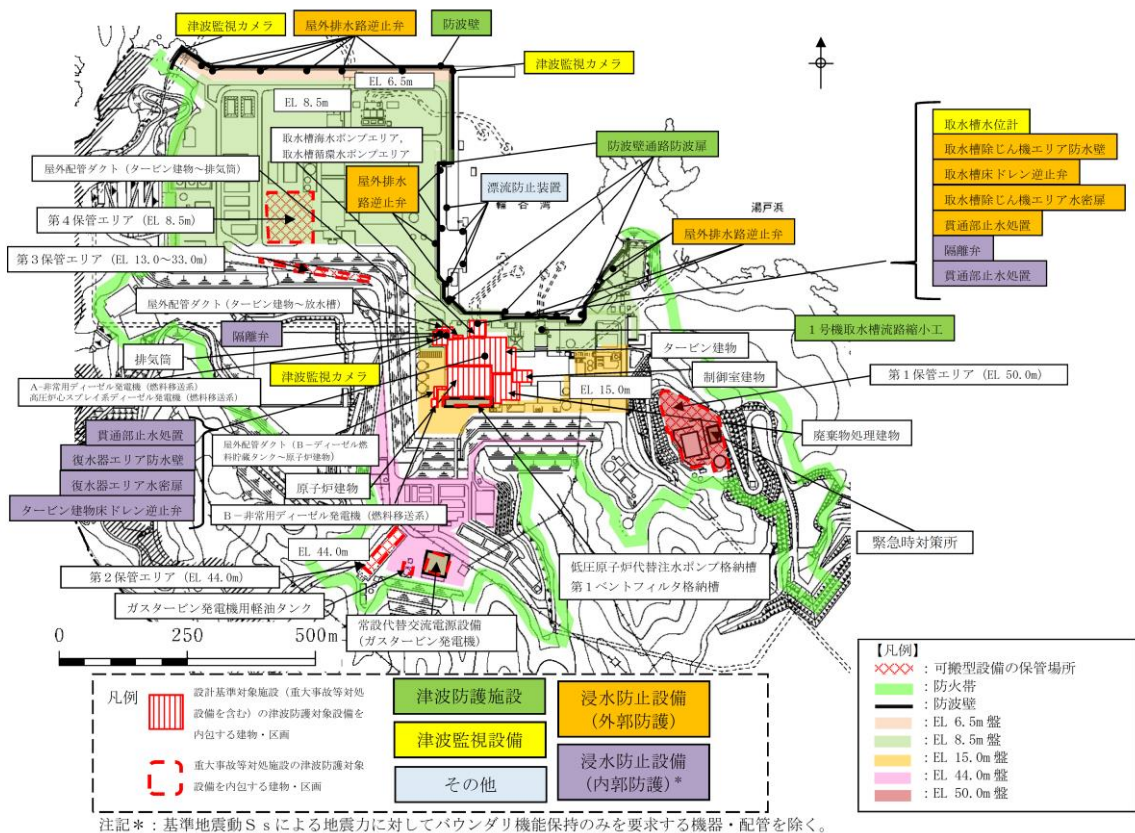 津波監視カメラ
屋外排水路逆止弁
防波壁
津波監視カメラ
EL 6.5m
EL 8.5m
取水槽海水ポンプエリア,
取水槽循環水ポンプエリア
防波壁通路防波扉
屋外配管ダクト(タービン建物~排気筒)
屋外排水
路逆止弁
漂流防止装置
輪谷湾
湯戸浜
第4保管エリア(EL 8.5m)
屋外排水路逆止弁
第3保管エリア(EL 13.0~33.0m)
取水槽水位計
取水槽除じん機エリア防水壁
取水槽床ドレン逆止弁
取水槽除じん機エリア水密扉
貫通部止水処置
隔離弁
貫通部止水処置
屋外配管ダクト(タービン建物~放水槽)
隔離弁
1号機取水槽流路縮小工
排気筒
タービン建物
津波監視カメラ
制御室建物
第1保管エリア(EL 50.0m)
EL 15.0m
A-非常用ディーゼル発電機(燃料移送系)
高圧炉心スプレイ系ディーゼル発電機(燃料移送系)
廃棄物処理建物
貫通部止水処置
復水器エリア防水壁
復水器エリア水密扉
タービン建物床ドレン逆止弁
屋外配管ダクト(B-ディーゼル燃
料貯蔵タンク~原子炉建物)
原子炉建物
B-非常用ディーゼル発電機(燃料移送系)
緊急時対策所
EL 44.0m
第2保管エリア(EL 44.0m)
低圧原子炉代替注水ポンプ格納槽
第1ベントフィルタ格納槽
ガスタービン発電機用軽油タンク
常設代替交流電源設備
(ガスタービン発電機)
0 250 500m
凡例
設計基準対象施設(重大事故等対処
設備を含む)の津波防護対象設備を
内包する建物・区画
重大事故等対処施設の津波防護対象
設備を内包する建物・区画
津波防護施設
津波監視設備
その他
浸水防止設備
(外郭防護)
浸水防止設備
(内郭防護)*
【凡例】
:可搬型設備の保管場所
:防火帯
:防波壁
:EL 6.5m 盤
:EL 8.5m 盤
:EL 15.0m 盤
:EL 44.0m 盤
:EL 50.0m 盤
注記*:基準地震動Ssによる地震力に対してバウンダリ機能保持のみを要求する機器・配管を除く。